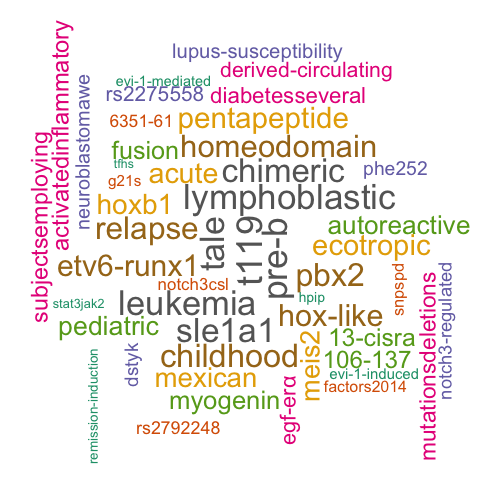 lupus-susceptibility
derived-circulating
evi-1-mediated
rs2275558
diabetesseveral
activatedinflammatory
neuroblastomawe
6351-61
pentapeptide
fusion
homeodomain
tfhs
acute
chimeric
phe252
g21s
lymphoblastic
hoxb1
relapse
tale
t119
pre-b
autoreactive
ecotropic
subjectsemploying
etv6-runx1
notch3csl
pbx2
snpspd
notch3-regulated
mutationsdeletions
stat3jak2
leukemia
hpip
hox-like
pediatric
sle1a1
13-cisra
dstyk
childhood
meis2
106-137
evi-1-induced
remission-induction
mexican
egf-erα
factors2014
myogenin
rs2792248